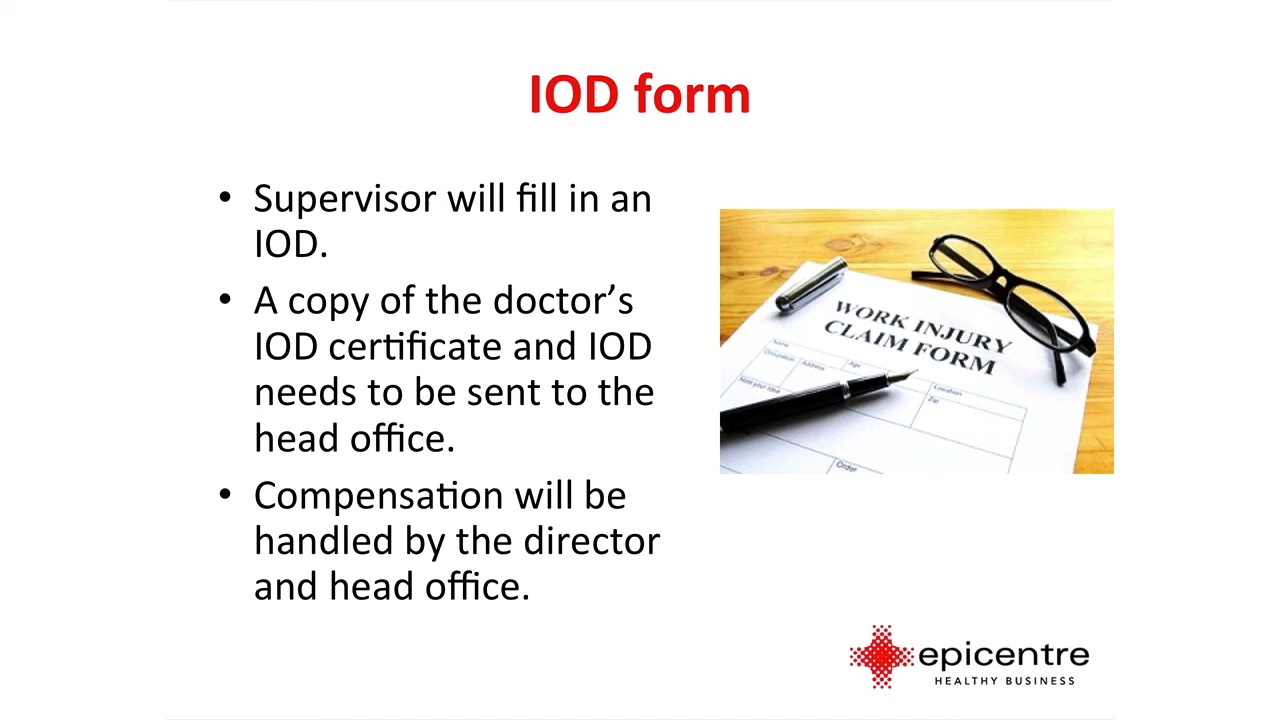 IOD form
• Supervisor will fill in an
IOD.
• A copy of the doctor’s
IOD certificate and IOD
needs to be sent to the
head office.
• Compensation will be
handled by the director
and head office.
WORK INJURY
CLAIM FORM
Name
Occupation
Address
Age
Note your Idea
Location
Zip
Order
epicentre
HEALTHY BUSINESS